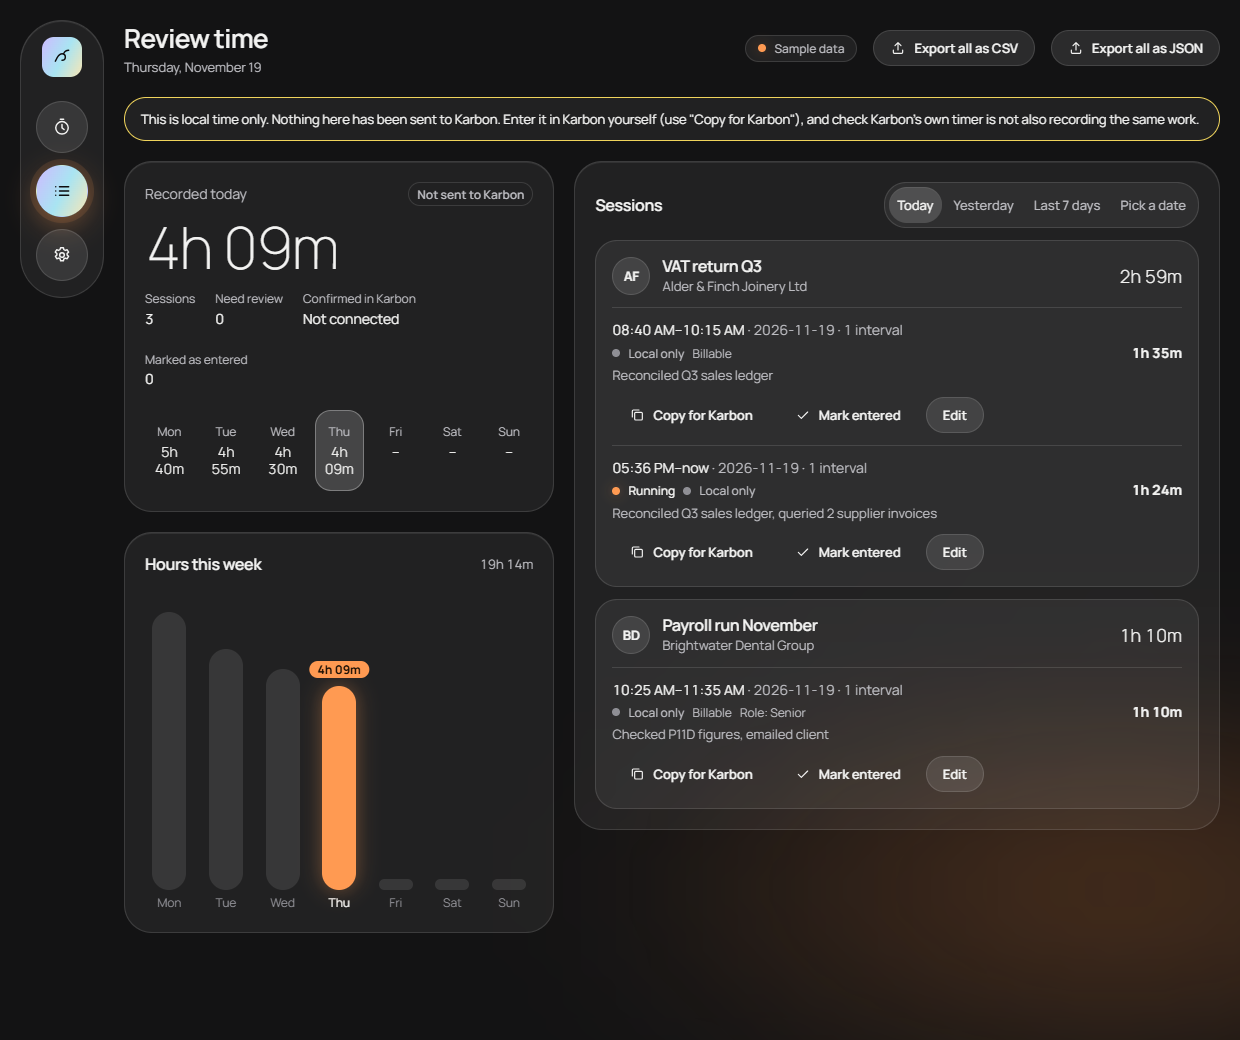 Review time
Thursday, November 19
Sample data
Export all as CSV
Export all as JSON
This is local time only. Nothing here has been sent to Karbon. Enter it in Karbon yourself (use "Copy for Karbon"), and check Karbon's own timer is not also recording the same work.
Recorded today
Not sent to Karbon
4h 09m
Sessions
3
Need review
0
Confirmed in Karbon
Not connected
Marked as entered
0
Mon
5h
40m
Tue
4h
55m
Wed
4h
30m
Thu
4h
09m
Fri
–
Sat
–
Sun
–
Hours this week
19h 14m
4h 09m
Mon
Tue
Wed
Thu
Fri
Sat
Sun
Sessions
Today
Yesterday
Last 7 days
Pick a date
AF
VAT return Q3
Alder & Finch Joinery Ltd
2h 59m
08:40 AM–10:15 AM · 2026-11-19 · 1 interval
Local only Billable
1h 35m
Reconciled Q3 sales ledger
Copy for Karbon
Mark entered
Edit
05:36 PM–now · 2026-11-19 · 1 interval
Running Local only
1h 24m
Reconciled Q3 sales ledger, queried 2 supplier invoices
Copy for Karbon
Mark entered
Edit
BD
Payroll run November
Brightwater Dental Group
1h 10m
10:25 AM–11:35 AM · 2026-11-19 · 1 interval
Local only Billable Role: Senior
1h 10m
Checked P11D figures, emailed client
Copy for Karbon
Mark entered
Edit